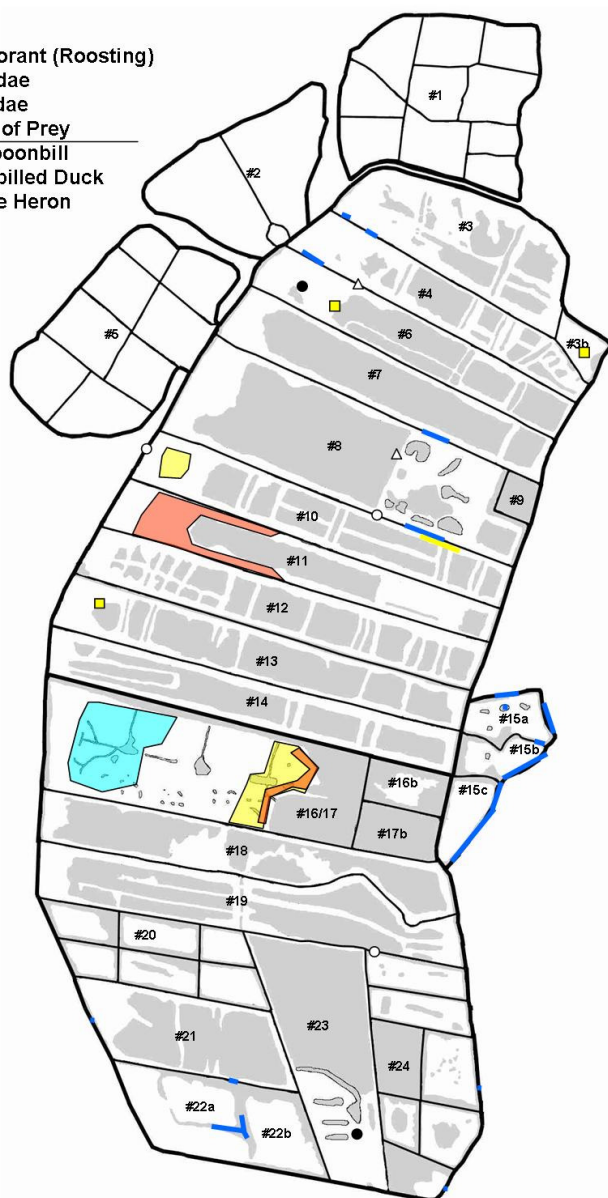 orant (Roosting)
dae
dae
of Prey
poonbill
billed Duck
e Heron
#1
#2
#3
#4
#3b
#5
#6
#7
#8
#9
#10
#11
#12
#13
#14
#15a
#15b
#15c
#16b
#16/17
#17b
#18
#19
#20
#21
#23
#24
#22a
#22b